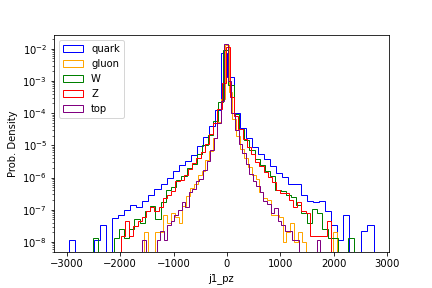 quark
gluon
W
Z
top
Prob. Density
10⁻²
10⁻³
10⁻⁴
10⁻⁵
10⁻⁶
10⁻⁷
10⁻⁸
−3000 −2000 −1000 0 1000 2000 3000
j1_pz